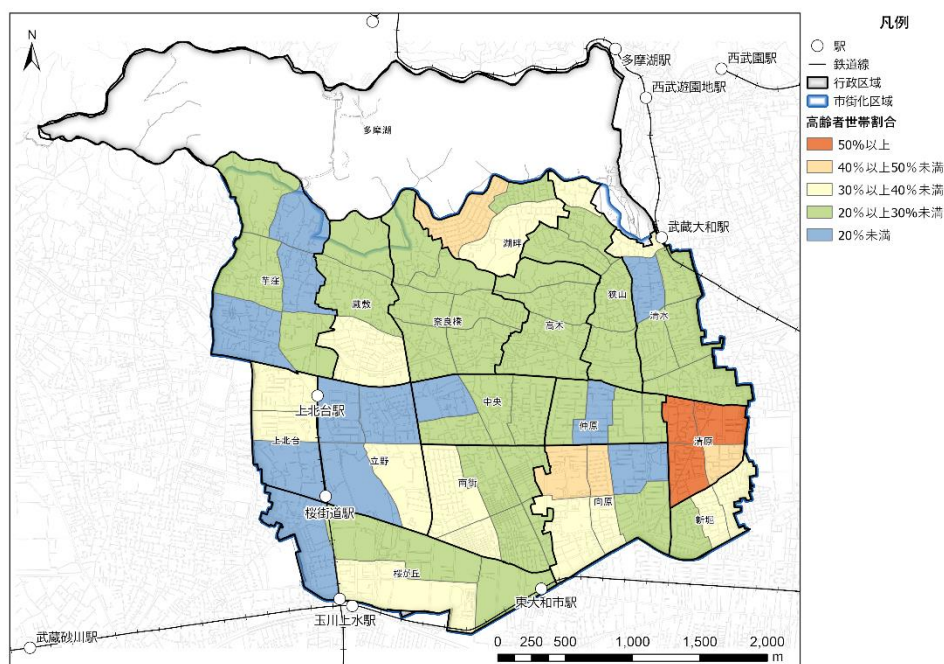 N
凡例
駅
鉄道線
行政区域
市街化区域
高齢者世帯割合
50%以上
40%以上50%未満
30%以上40%未満
20%以上30%未満
20%未満
多摩湖駅
西武園駅
西武遊園地駅
多摩湖
武蔵大和駅
湖畔
芋窪
蔵敷
奈良橋
高木
狭山
清水
上北台駅
中央
仲原
清原
上北台
立野
南街
向原
新堀
桜街道駅
桜が丘
東大和市駅
玉川上水駅
武蔵砂川駅
0 250 500 1,000 1,500 2,000
m